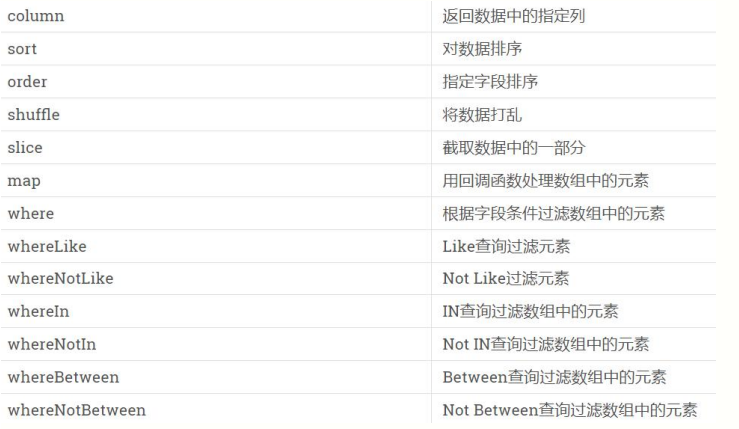 column 返回数据中的指定列
sort 对数据排序
order 指定字段排序
shuffle 将数据打乱
slice 截取数据中的一部分
map 用回调函数处理数组中的元素
where 根据字段条件过滤数组中的元素
whereLike Like查询过滤元素
whereNotLike Not Like过滤元素
whereIn IN查询过滤数组中的元素
whereNotIn Not IN查询过滤数组中的元素
whereBetween Between查询过滤数组中的元素
whereNotBetween Not Between查询过滤数组中的元素